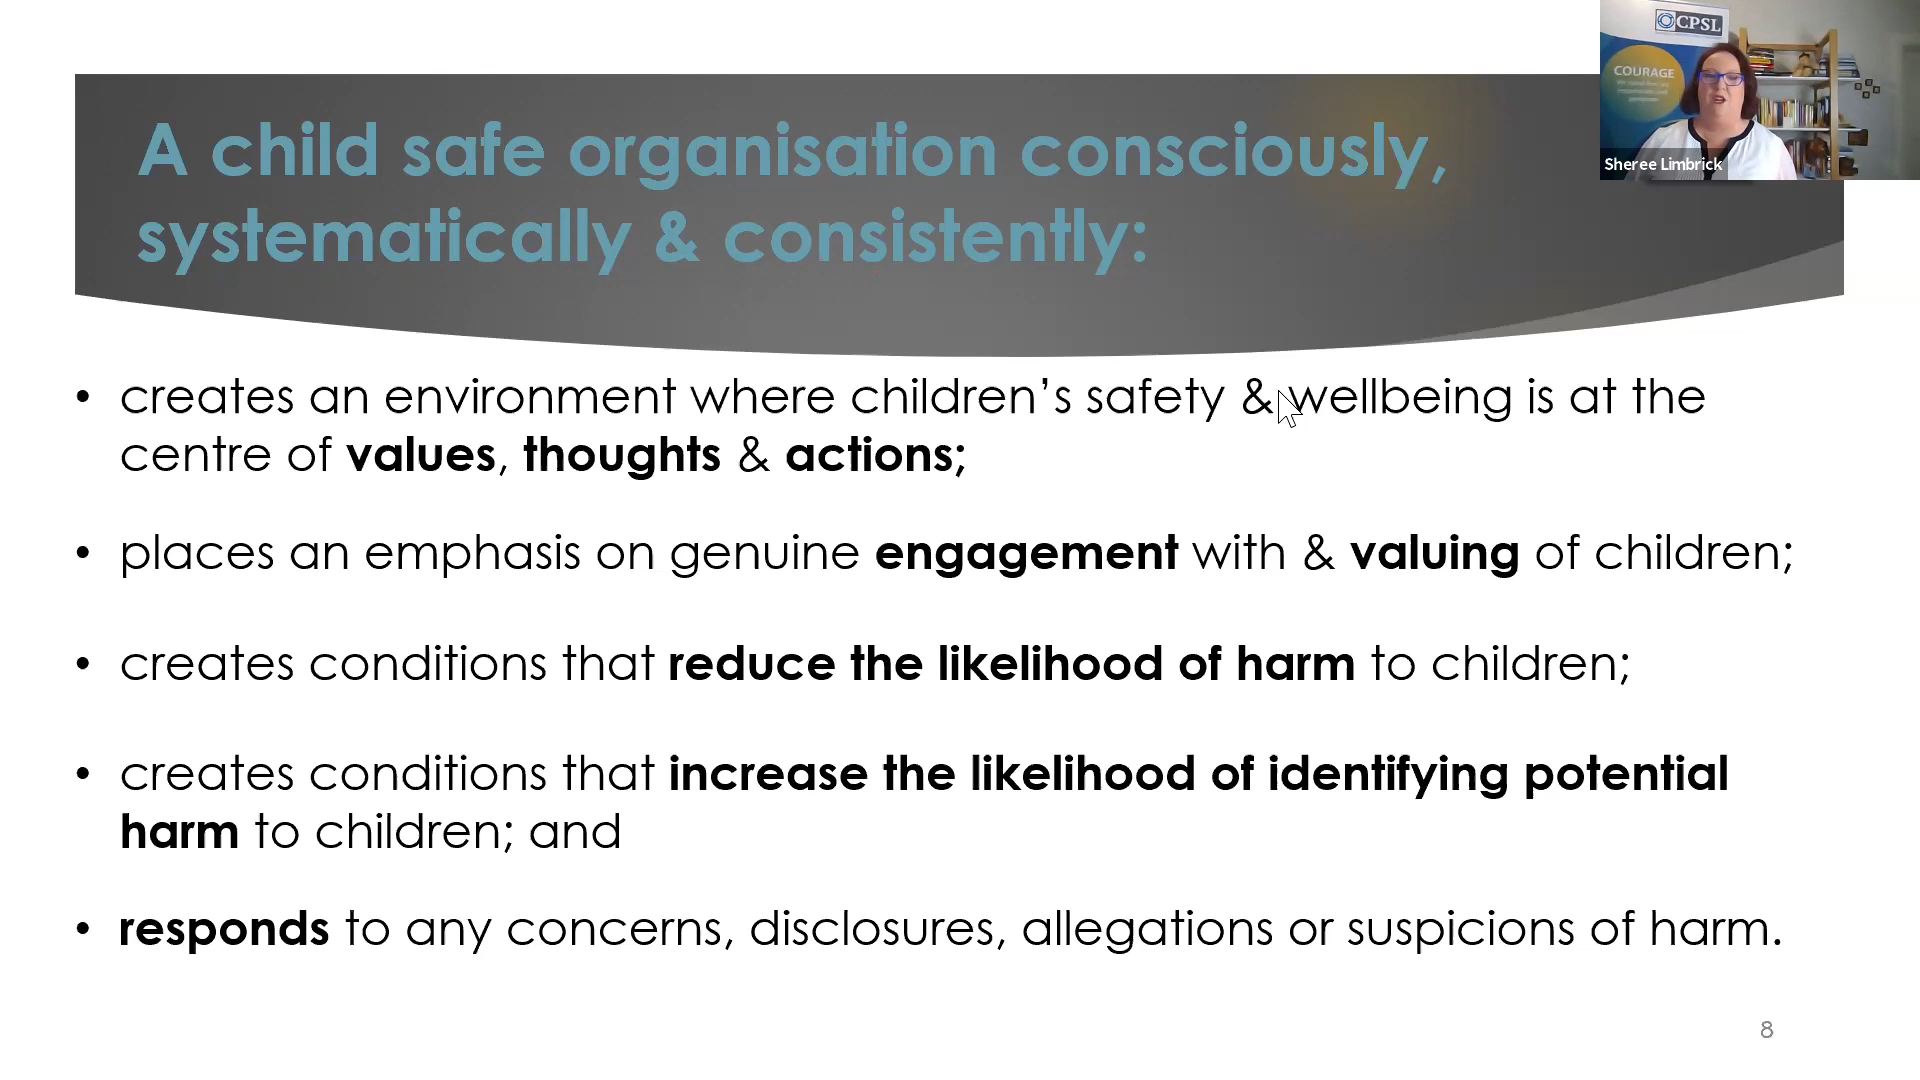 CPSL
COURAGE
Sheree Limbrick
A child safe organisation consciously,
systematically & consistently:
• creates an environment where children’s safety & wellbeing is at the
centre of values, thoughts & actions;
• places an emphasis on genuine engagement with & valuing of children;
• creates conditions that reduce the likelihood of harm to children;
• creates conditions that increase the likelihood of identifying potential
harm to children; and
• responds to any concerns, disclosures, allegations or suspicions of harm.
8